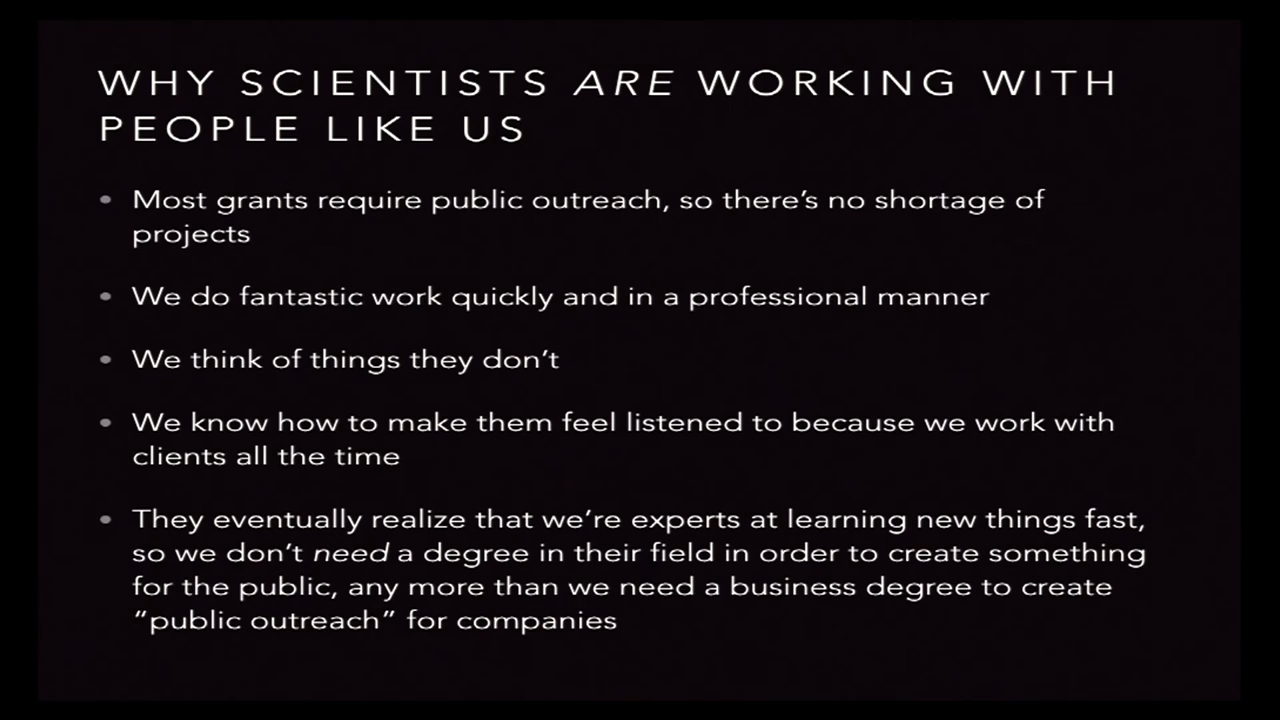 WHY SCIENTISTS ARE WORKING WITH
PEOPLE LIKE US
• Most grants require public outreach, so there’s no shortage of
projects
• We do fantastic work quickly and in a professional manner
• We think of things they don’t
• We know how to make them feel listened to because we work with
clients all the time
• They eventually realize that we’re experts at learning new things fast,
so we don’t need a degree in their field in order to create something
for the public, any more than we need a business degree to create
“public outreach” for companies